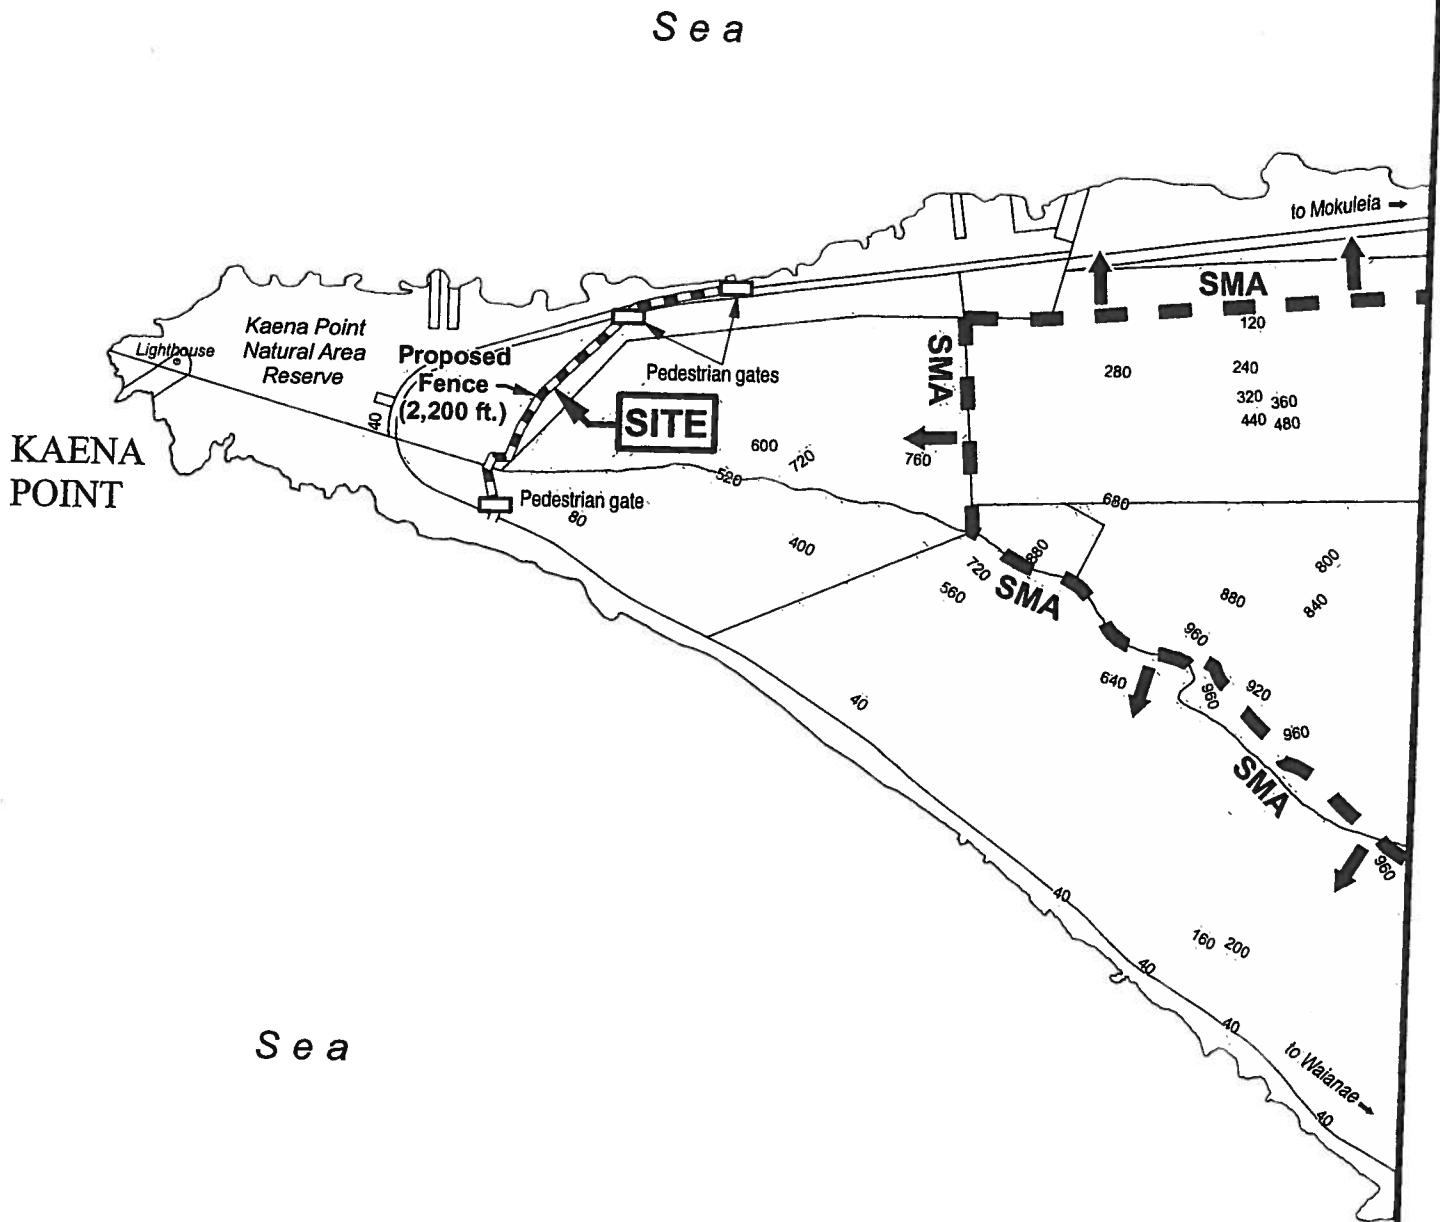 Sea
to Mokuleia
SMA
120
Kaena Point
Natural Area
Reserve
Lighthouse
Proposed
Fence
(2,200 ft.)
Pedestrian gates
SITE
SMA
280
240
320 360
440 480
40
KAENA
POINT
600
720
520
760
680
Pedestrian gate
80
400
880
720
560
SMA
800
880
840
960
640
960
920
960
SMA
40
960
40
160 200
40
40
Sea
to Waianae
40